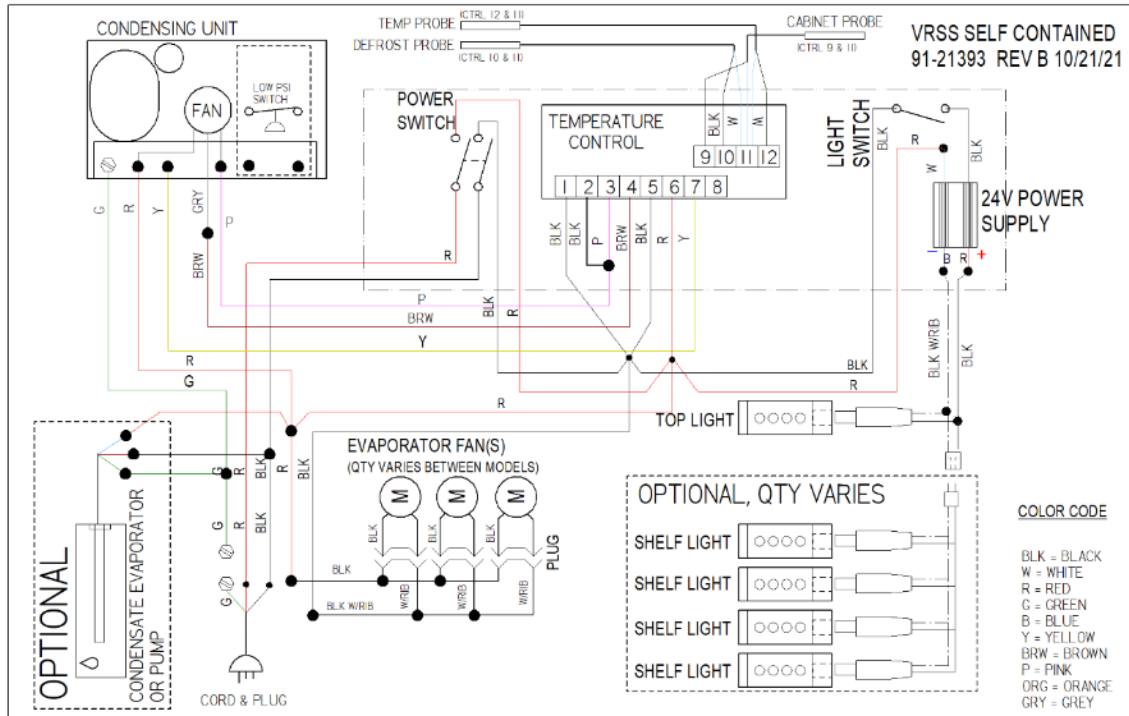 CONDENSING UNIT
LOW PSI
SWITCH
FAN
TEMP PROBE
(CTRL 12 & 11)
DEFROST PROBE
(CTRL 10 & 11)
CABINET PROBE
(CTRL 9 & 11)
VRSS SELF CONTAINED
91-21393 REV B 10/21/21
POWER
SWITCH
TEMPERATURE
CONTROL
BLK
W
W
9 10 11 12
1 2 3 4 5 6 7 8
LIGHT
SWITCH
BLK
R
W
BLK
24V POWER
SUPPLY
- B R +
G
R
Y
GRY
P
BRW
BLK
BLK
P
BRW
BLK
R
Y
R
P
BRW
Y
BLK
R
R
G
R
BLK
R
BLK W/RIB
BLK
TOP LIGHT
OPTIONAL
CONDENSATE EVAPORATOR
OR PUMP
G
R
BLK
R
BLK
G
R
BLK
G
CORD & PLUG
EVAPORATOR FAN(S)
(QTY VARIES BETWEEN MODELS)
M
M
M
BLK
BLK
BLK
PLUG
BLK
BLK W/RIB
W/RIB
W/RIB
W/RIB
OPTIONAL, QTY VARIES
SHELF LIGHT
SHELF LIGHT
SHELF LIGHT
SHELF LIGHT
COLOR CODE
BLK = BLACK
W = WHITE
R = RED
G = GREEN
B = BLUE
Y = YELLOW
BRW = BROWN
P = PINK
ORG = ORANGE
GRY = GREY